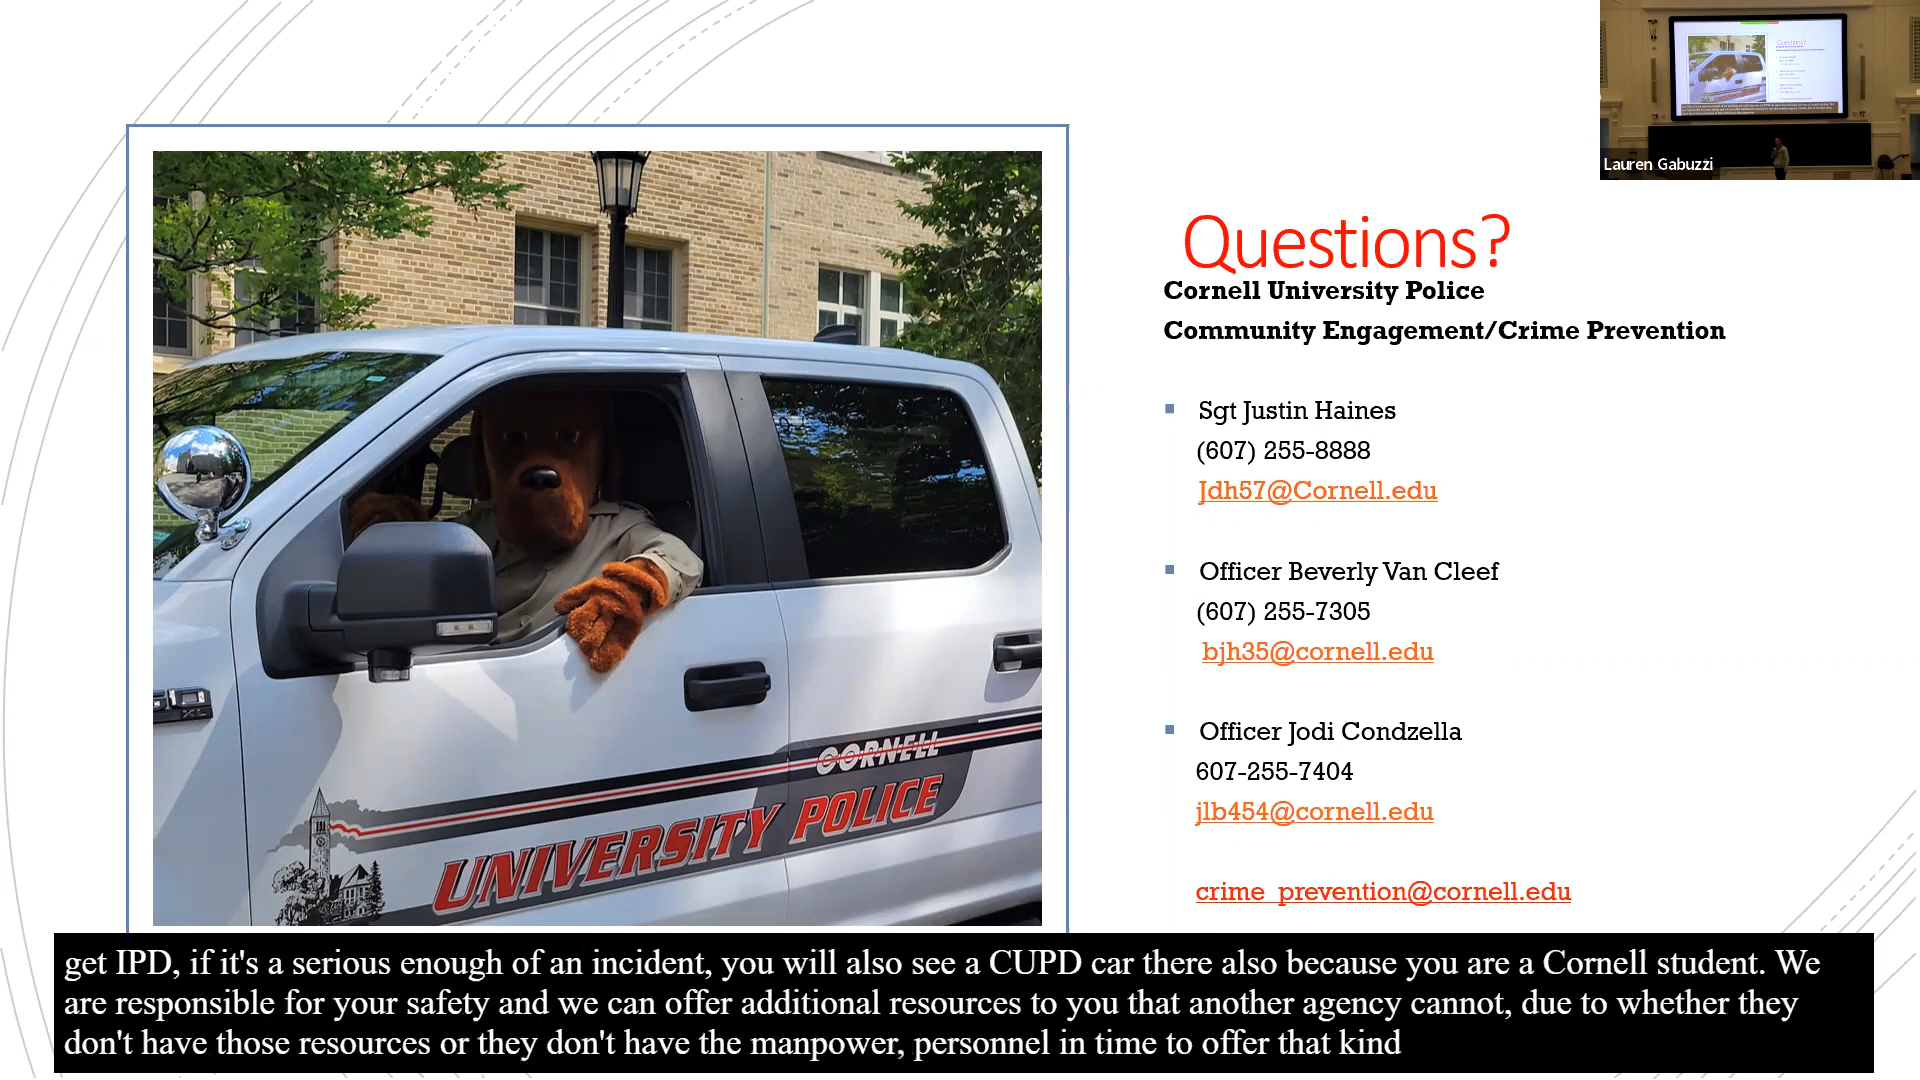 Lauren Gabuzzi
Questions?
Cornell University Police
Community Engagement/Crime Prevention
Sgt Justin Haines
(607) 255-8888
Jdh57@Cornell.edu
Officer Beverly Van Cleef
(607) 255-7305
bjh35@cornell.edu
Officer Jodi Condzella
607-255-7404
jlb454@cornell.edu
crime_prevention@cornell.edu
XL
CORNELL
UNIVERSITY POLICE
get IPD, if it's a serious enough of an incident, you will also see a CUPD car there also because you are a Cornell student. We
are responsible for your safety and we can offer additional resources to you that another agency cannot, due to whether they
don't have those resources or they don't have the manpower, personnel in time to offer that kind